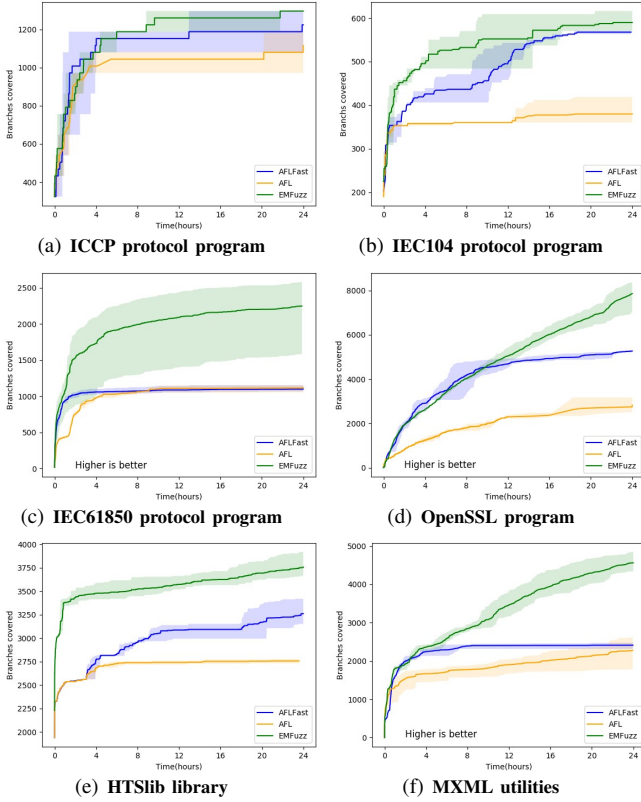 1200
1000
800
600
400
Branches covered
0
4
8
12
16
20
24
Time(hours)
AFLFast
AFL
EMFuzz
(a) ICCP protocol program
600
500
400
300
200
Branches covered
0
4
8
12
16
20
24
Time(hours)
AFLFast
AFL
EMFuzz
(b) IEC104 protocol program
2500
2000
1500
1000
500
0
Branches covered
0
4
8
12
16
20
24
Time(hours)
Higher is better
AFLFast
AFL
EMFuzz
(c) IEC61850 protocol program
8000
6000
4000
2000
0
Branches covered
0
4
8
12
16
20
24
Time(hours)
Higher is better
AFLFast
AFL
EMFuzz
(d) OpenSSL program
4000
3750
3500
3250
3000
2750
2500
2250
2000
Branches covered
0
4
8
12
16
20
24
Time(hours)
AFLFast
AFL
EMFuzz
(e) HTSlib library
5000
4000
3000
2000
1000
0
Branches covered
0
4
8
12
16
20
24
Time(hours)
Higher is better
AFLFast
AFL
EMFuzz
(f) MXML utilities